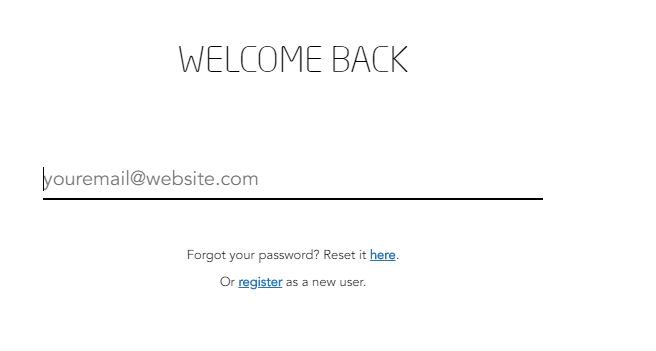 WELCOME BACK
youremail@website.com
Forgot your password? Reset it here.
Or register as a new user.